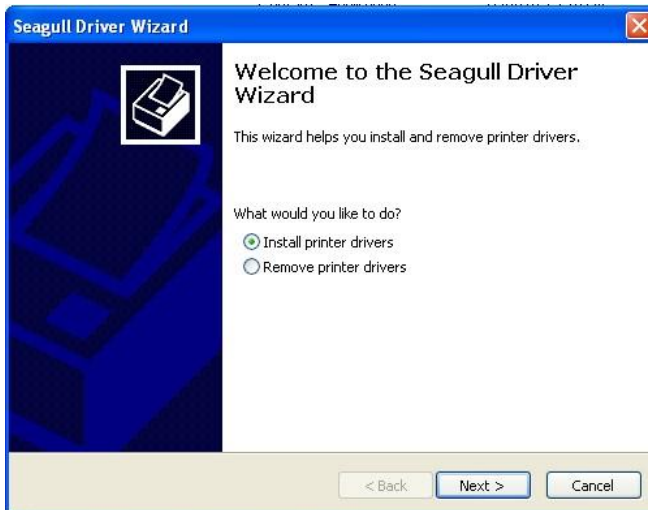 Seagull Driver Wizard
Welcome to the Seagull Driver
Wizard
This wizard helps you install and remove printer drivers.
What would you like to do?
Install printer drivers
Remove printer drivers
< Back
Next >
Cancel